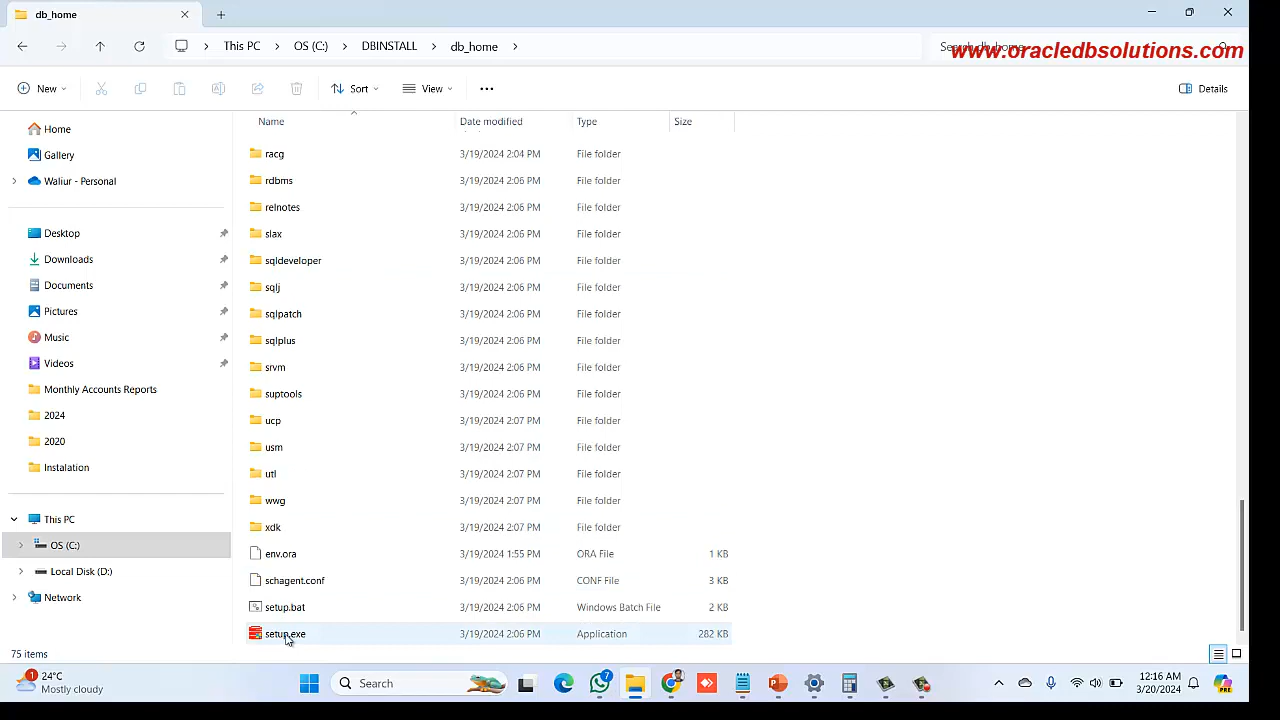 db_home
This PC OS (C:) DBINSTALL db_home
Search db_home
www.oracledbsolutions.com
New Sort View Details
Name Date modified Type Size
Home
Gallery
Waliur - Personal
Desktop
Downloads
Documents
Pictures
Music
Videos
Monthly Accounts Reports
2024
2020
Instalation
This PC
OS (C:)
Local Disk (D:)
Network
racg 3/19/2024 2:04 PM File folder
rdbms 3/19/2024 2:06 PM File folder
relnotes 3/19/2024 2:06 PM File folder
slax 3/19/2024 2:06 PM File folder
sqldeveloper 3/19/2024 2:06 PM File folder
sqlj 3/19/2024 2:06 PM File folder
sqlpatch 3/19/2024 2:06 PM File folder
sqlplus 3/19/2024 2:06 PM File folder
srvm 3/19/2024 2:06 PM File folder
suptools 3/19/2024 2:06 PM File folder
ucp 3/19/2024 2:07 PM File folder
usm 3/19/2024 2:07 PM File folder
utl 3/19/2024 2:07 PM File folder
wwg 3/19/2024 2:07 PM File folder
xdk 3/19/2024 2:07 PM File folder
env.ora 3/19/2024 1:55 PM ORA File 1 KB
schagent.conf 3/19/2024 2:06 PM CONF File 3 KB
setup.bat 3/19/2024 2:06 PM Windows Batch File 2 KB
setup.exe 3/19/2024 2:06 PM Application 282 KB
75 items
1 24°C
Mostly cloudy
Search
7
12:16 AM
3/20/2024
PRE